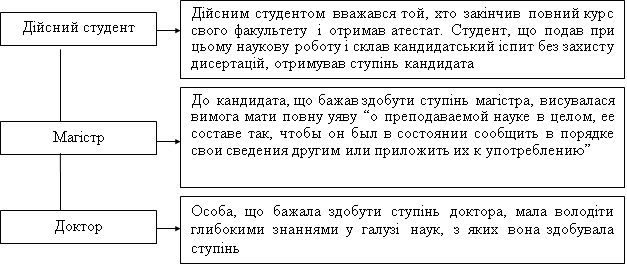 Дійсний студент
Дійсним студентом вважався той, хто закінчив повний курс
свого факультету і отримав атестат. Студент, що подав при
цьому наукову роботу і склав кандидатський іспит без захисту
дисертацій, отримував ступінь кандидата
Магістр
До кандидата, що бажав здобути ступінь магістра, висувалася
вимога мати повну уяву “о преподаваемой науке в целом, ее
составе так, чтобы он был в состоянии сообщить в порядке
свои сведения другим или приложить их к употреблению”
Доктор
Особа, що бажала здобути ступінь доктора, мала володіти
глибокими знаннями у галузі наук, з яких вона здобувала
ступінь